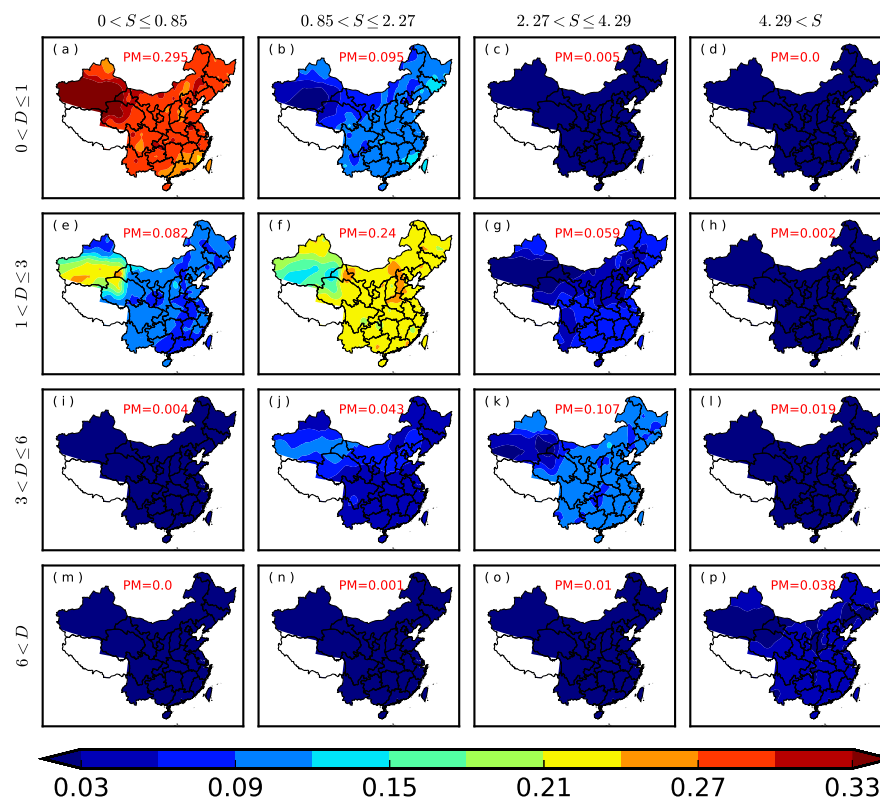 0 < S ≤ 0.85 0.85 < S ≤ 2.27 2.27 < S ≤ 4.29 4.29 < S
0 < D ≤ 1
(a) PM=0.295 (b) PM=0.095 (c) PM=0.005 (d) PM=0.0
1 < D ≤ 3
(e) PM=0.082 (f) PM=0.24 (g) PM=0.059 (h) PM=0.002
3 < D ≤ 6
(i) PM=0.004 (j) PM=0.043 (k) PM=0.107 (l) PM=0.019
6 < D
(m) PM=0.0 (n) PM=0.001 (o) PM=0.01 (p) PM=0.038
0.03 0.09 0.15 0.21 0.27 0.33